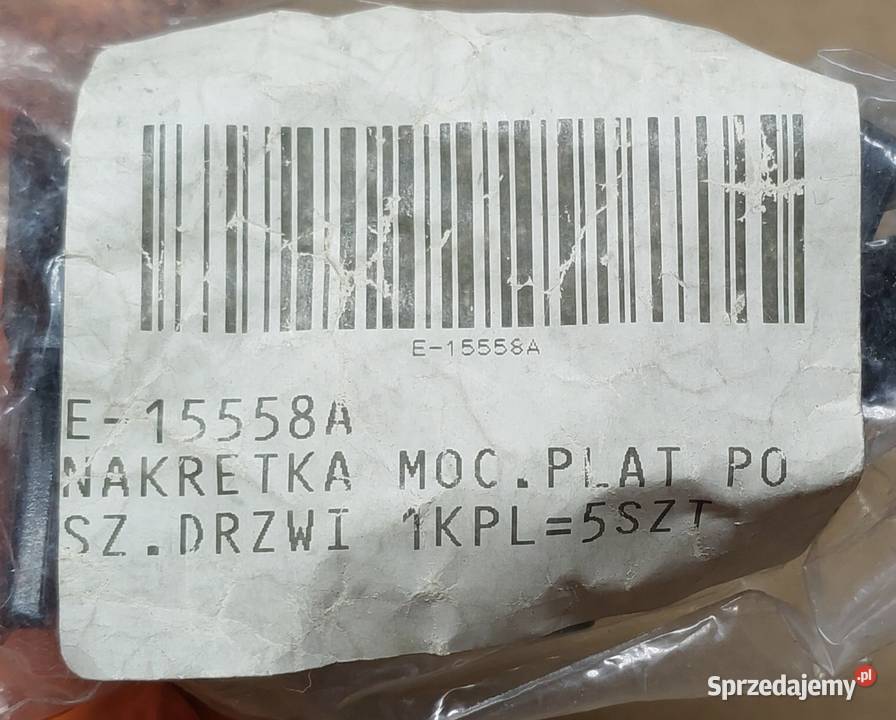 E-15558A
E-15558A
NAKRETKA MOC.PLAT PO
SZ.DRZWI 1KPL=5SZT
Sprzedajemy.pl